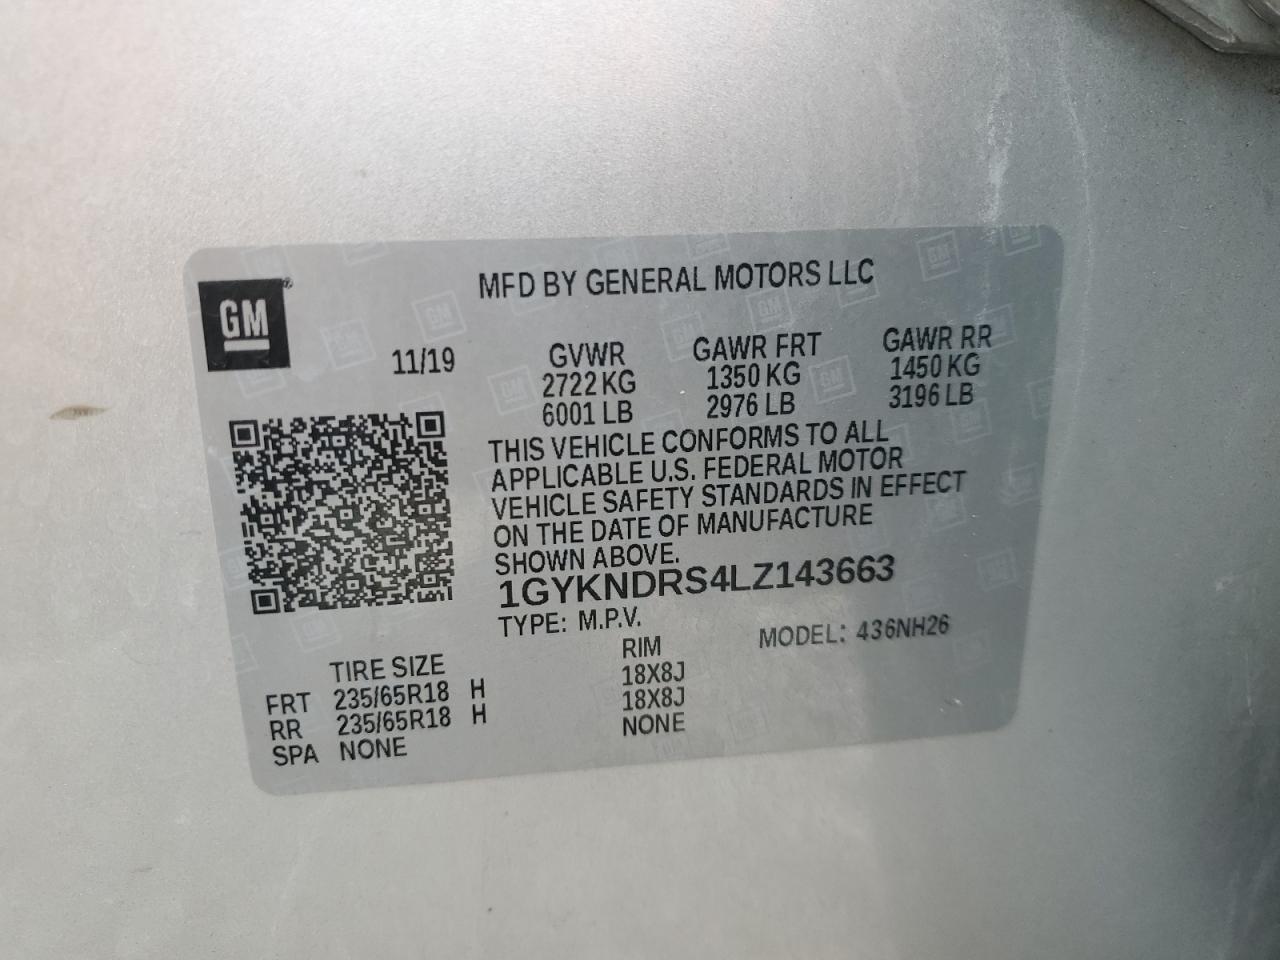 MFD BY GENERAL MOTORS LLC
GM
11/19
GVWR GAWR FRT GAWR RR
2722 KG 1350 KG 1450 KG
6001 LB 2976 LB 3196 LB
THIS VEHICLE CONFORMS TO ALL
APPLICABLE U.S. FEDERAL MOTOR
VEHICLE SAFETY STANDARDS IN EFFECT
ON THE DATE OF MANUFACTURE
SHOWN ABOVE.
1GYKNDRS4LZ143663
TYPE: M.P.V. MODEL: 436NH26
TIRE SIZE RIM
FRT 235/65R18 H 18X8J
RR 235/65R18 H 18X8J
SPA NONE NONE